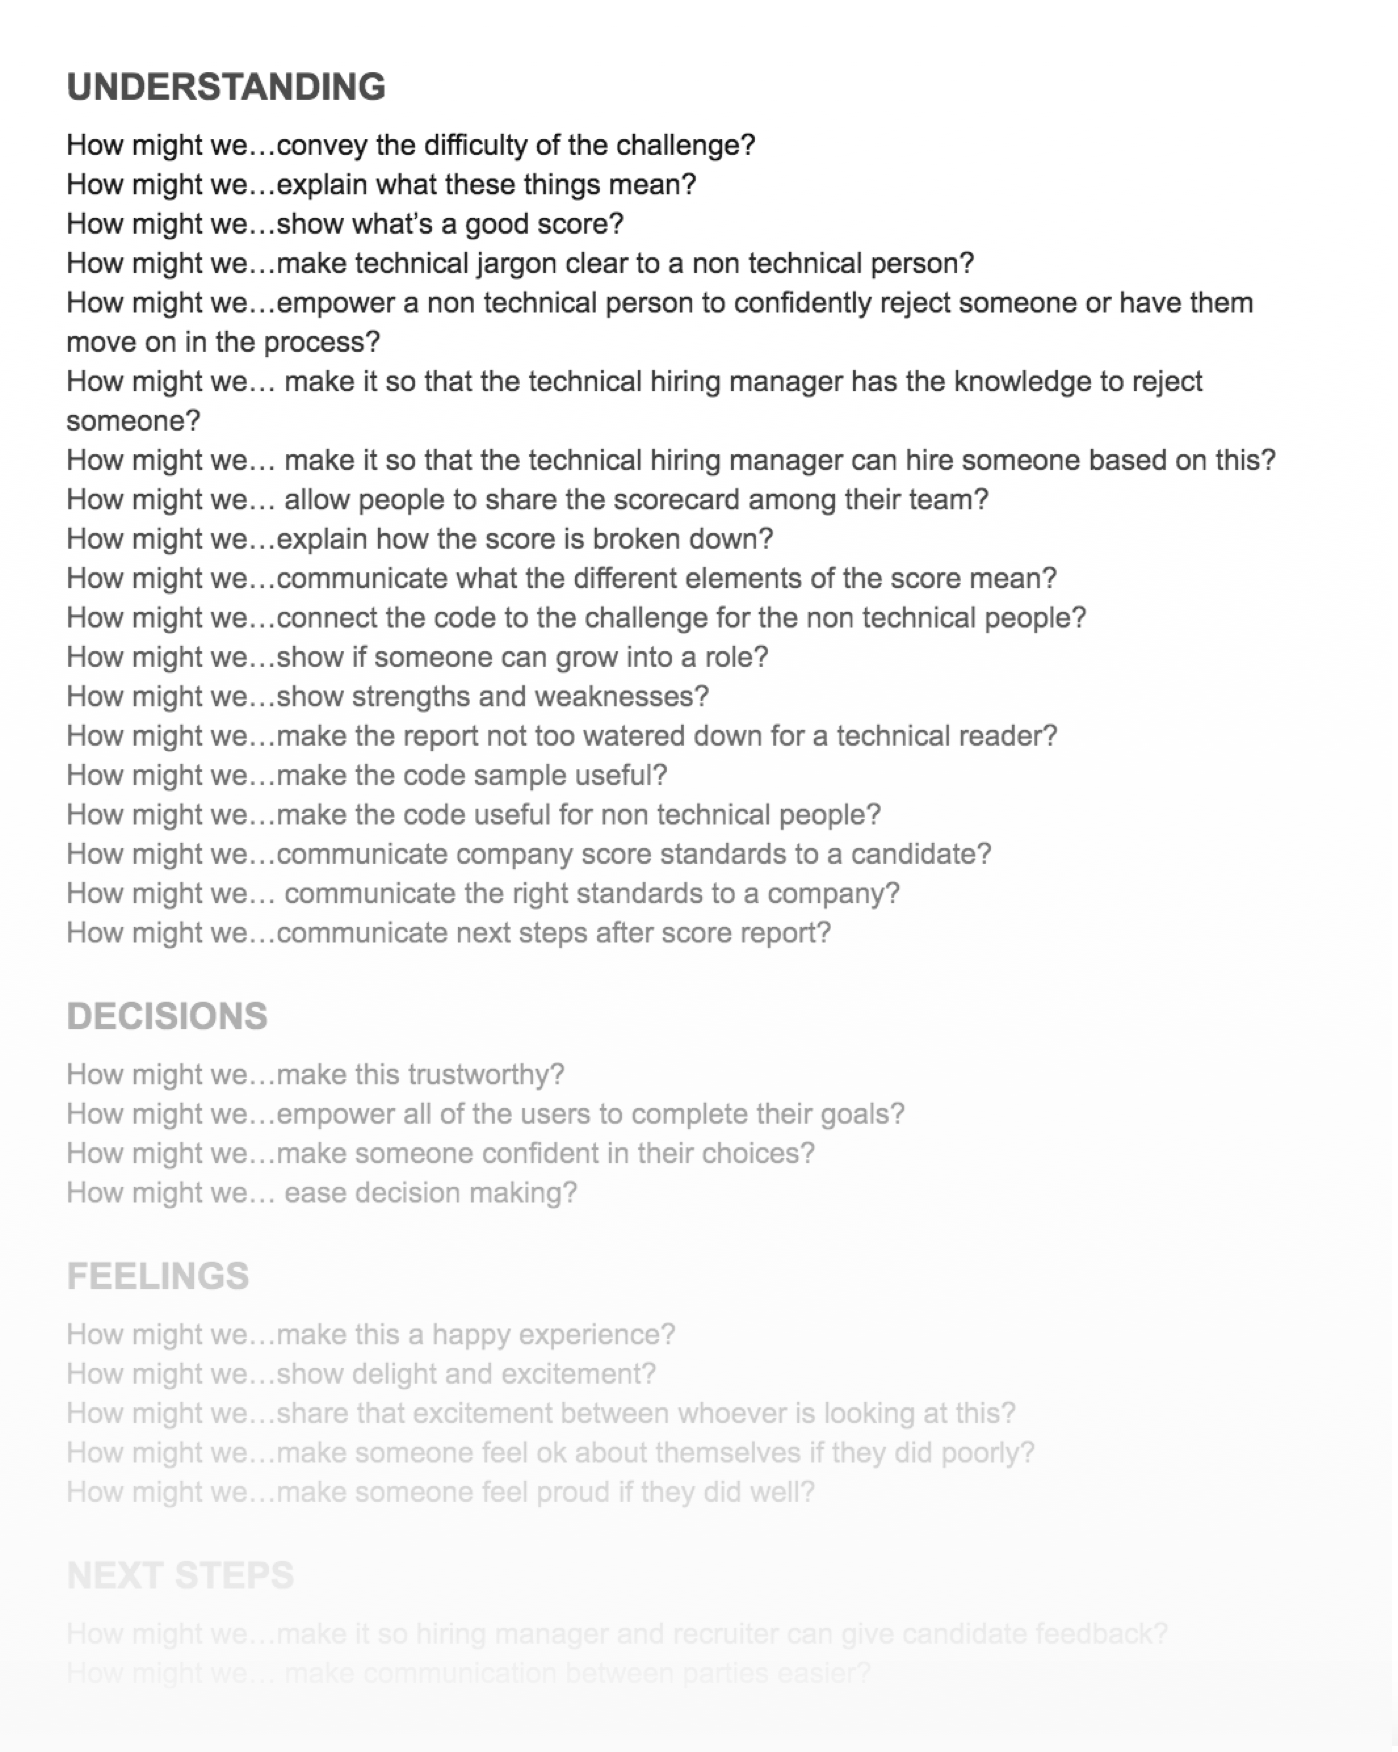 UNDERSTANDING
How might we…convey the difficulty of the challenge?
How might we…explain what these things mean?
How might we…show what’s a good score?
How might we…make technical jargon clear to a non technical person?
How might we…empower a non technical person to confidently reject someone or have them
move on in the process?
How might we… make it so that the technical hiring manager has the knowledge to reject
someone?
How might we… make it so that the technical hiring manager can hire someone based on this?
How might we… allow people to share the scorecard among their team?
How might we…explain how the score is broken down?
How might we…communicate what the different elements of the score mean?
How might we…connect the code to the challenge for the non technical people?
How might we…show if someone can grow into a role?
How might we…show strengths and weaknesses?
How might we…make the report not too watered down for a technical reader?
How might we…make the code sample useful?
How might we…make the code useful for non technical people?
How might we…communicate company score standards to a candidate?
How might we… communicate the right standards to a company?
How might we…communicate next steps after score report?
DECISIONS
How might we…make this trustworthy?
How might we…empower all of the users to complete their goals?
How might we…make someone confident in their choices?
How might we… ease decision making?
FEELINGS
How might we…make this a happy experience?
How might we…show delight and excitement?
How might we…share that excitement between whoever is looking at this?
How might we…make someone feel ok about themselves if they did poorly?
How might we…make someone feel proud if they did well?
NEXT STEPS
How might we…make it so hiring manager and recruiter can give candidate feedback?
How might we… make communication between parties easier?